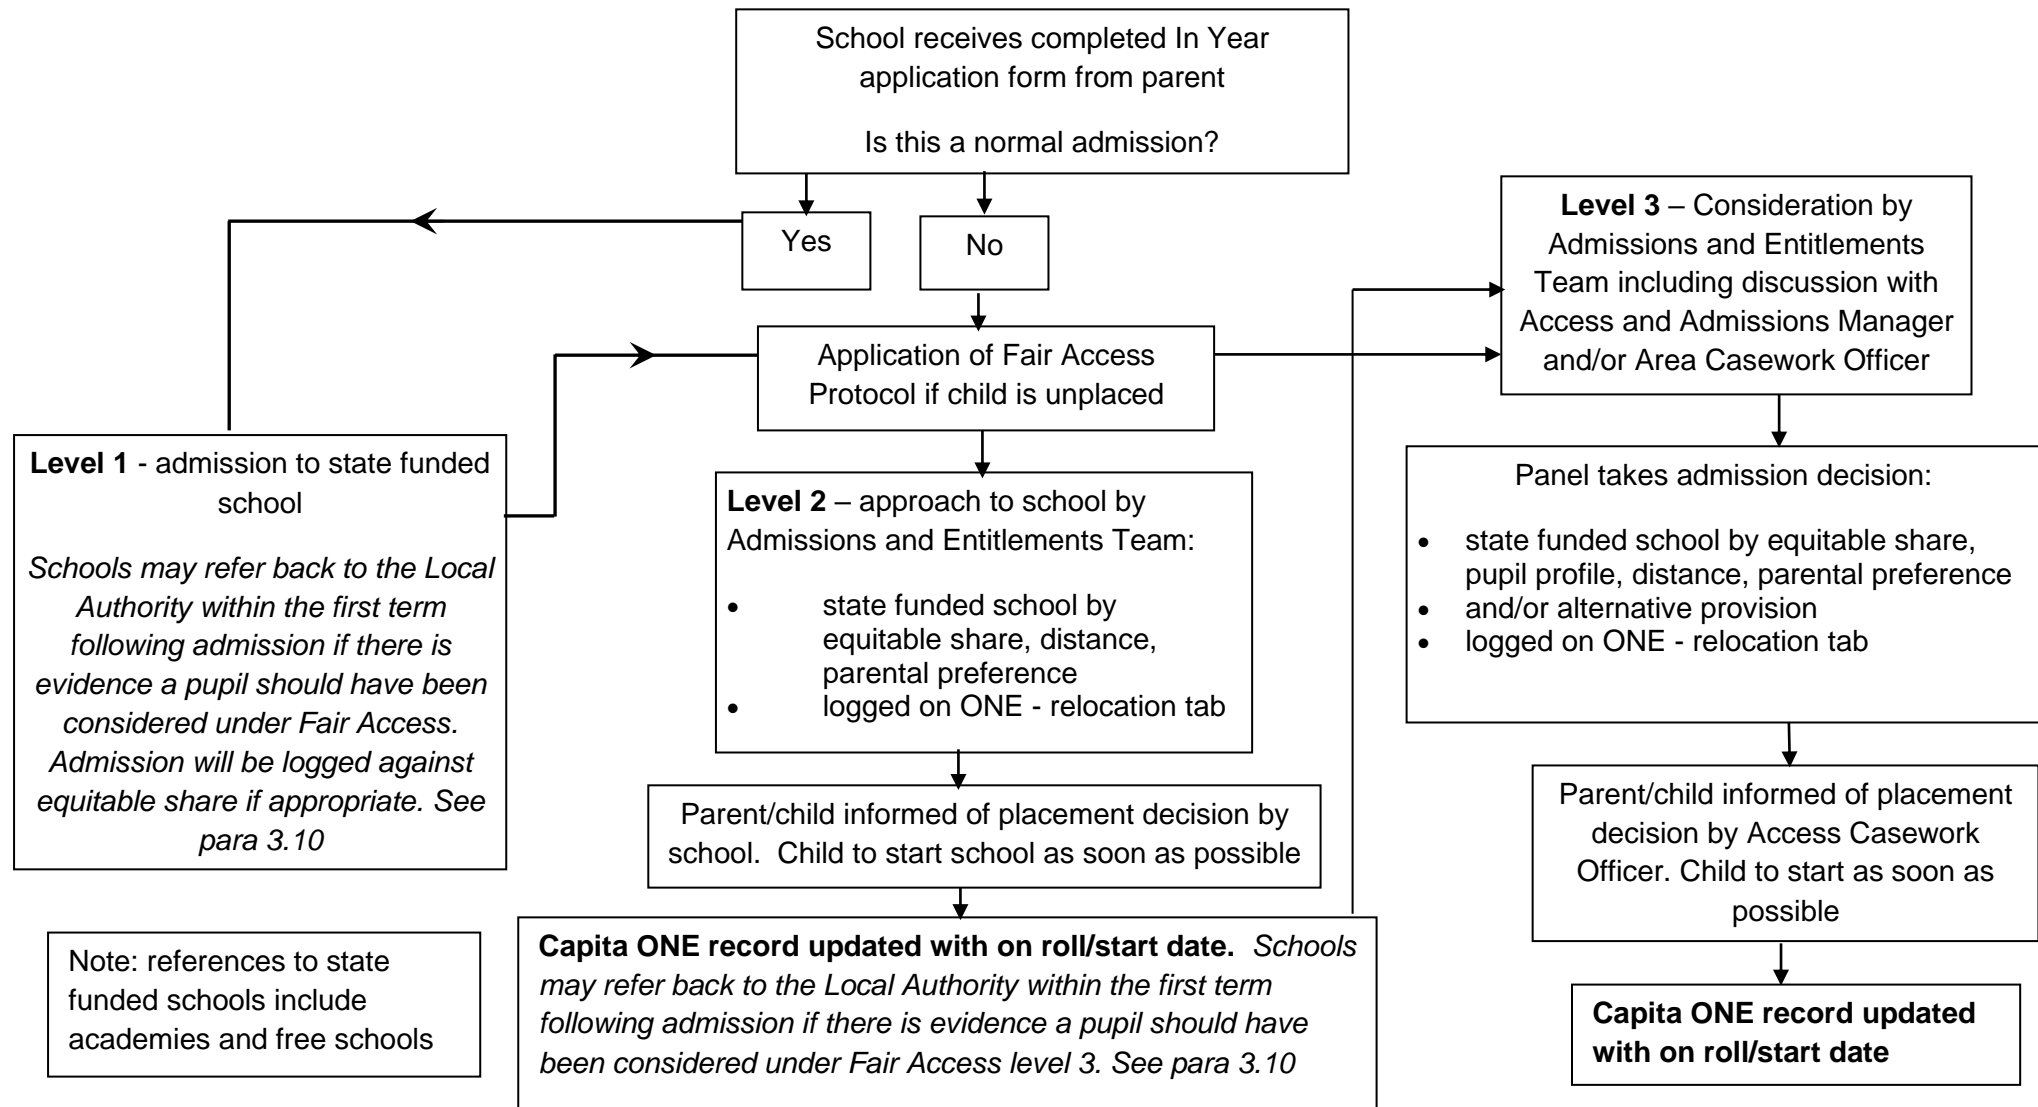 School receives completed In Year
application form from parent
Is this a normal admission?
Yes
No
Application of Fair Access
Protocol if child is unplaced
Level 1 - admission to state funded
school
Schools may refer back to the Local
Authority within the first term
following admission if there is
evidence a pupil should have been
considered under Fair Access.
Admission will be logged against
equitable share if appropriate. See
para 3.10
Level 2 – approach to school by
Admissions and Entitlements Team:
• state funded school by
equitable share, distance,
parental preference
• logged on ONE - relocation tab
Parent/child informed of placement decision by
school.  Child to start school as soon as possible
Capita ONE record updated with on roll/start date.  Schools
may refer back to the Local Authority within the first term
following admission if there is evidence a pupil should have
been considered under Fair Access level 3. See para 3.10
Level 3 – Consideration by
Admissions and Entitlements
Team including discussion with
Access and Admissions Manager
and/or Area Casework Officer
Panel takes admission decision:
• state funded school by equitable share,
pupil profile, distance, parental preference
• and/or alternative provision
• logged on ONE - relocation tab
Parent/child informed of placement
decision by Access Casework
Officer. Child to start as soon as
possible
Capita ONE record updated
with on roll/start date
Note: references to state
funded schools include
academies and free schools